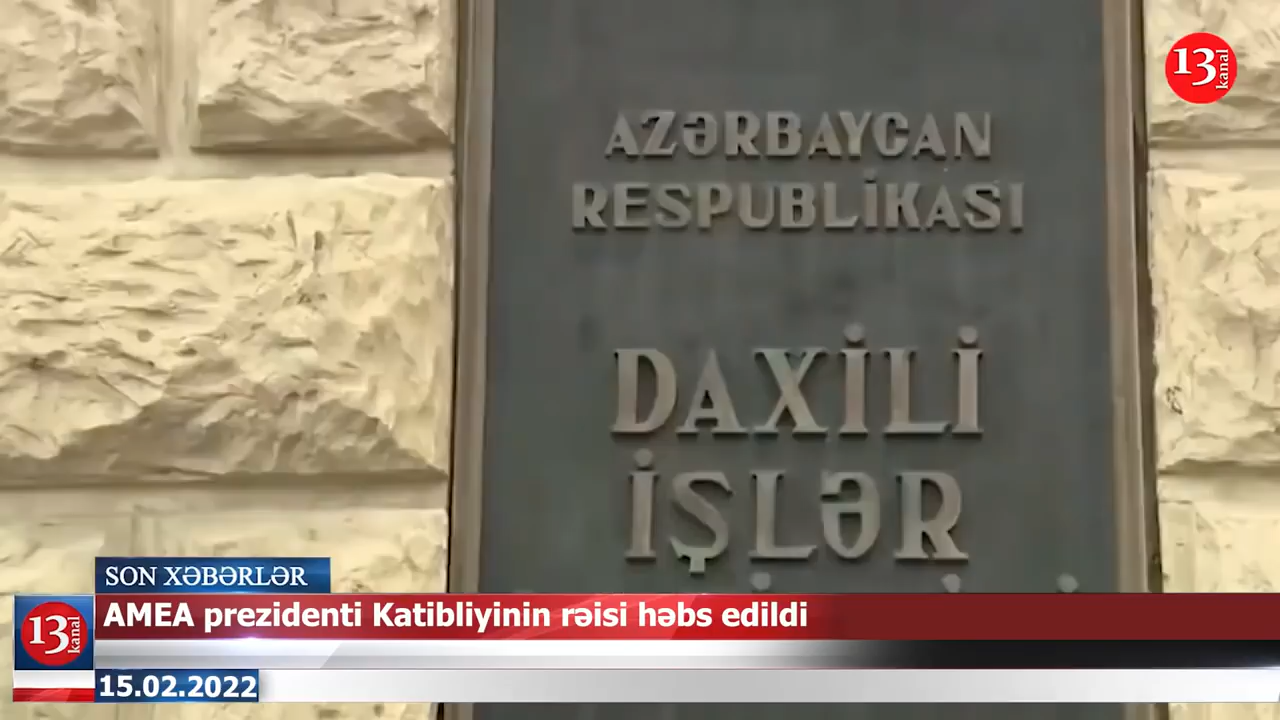 13 kanal
AZƏRBAYCAN
RESPUBLİKASI
DAXİLİ
İŞLƏR
SON XƏBƏRLƏR
AMEA prezidenti Katibliyinin rəisi həbs edildi
13 kanal
15.02.2022